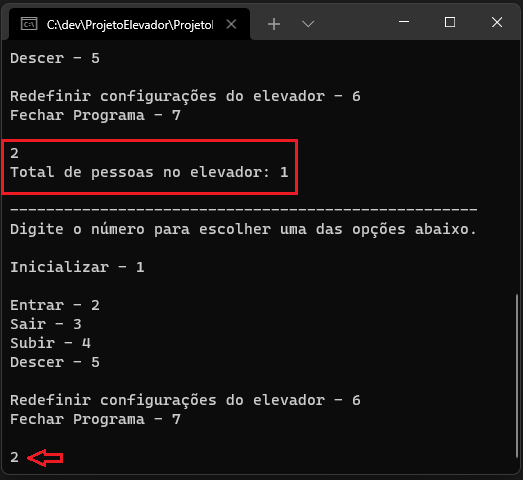 C:\dev\ProjetoElevador\Projetol
Descer - 5
Redefinir configurações do elevador - 6
Fechar Programa - 7
2
Total de pessoas no elevador: 1
----------------------------------------------------
Digite o número para escolher uma das opções abaixo.
Inicializar - 1
Entrar - 2
Sair - 3
Subir - 4
Descer - 5
Redefinir configurações do elevador - 6
Fechar Programa - 7
2